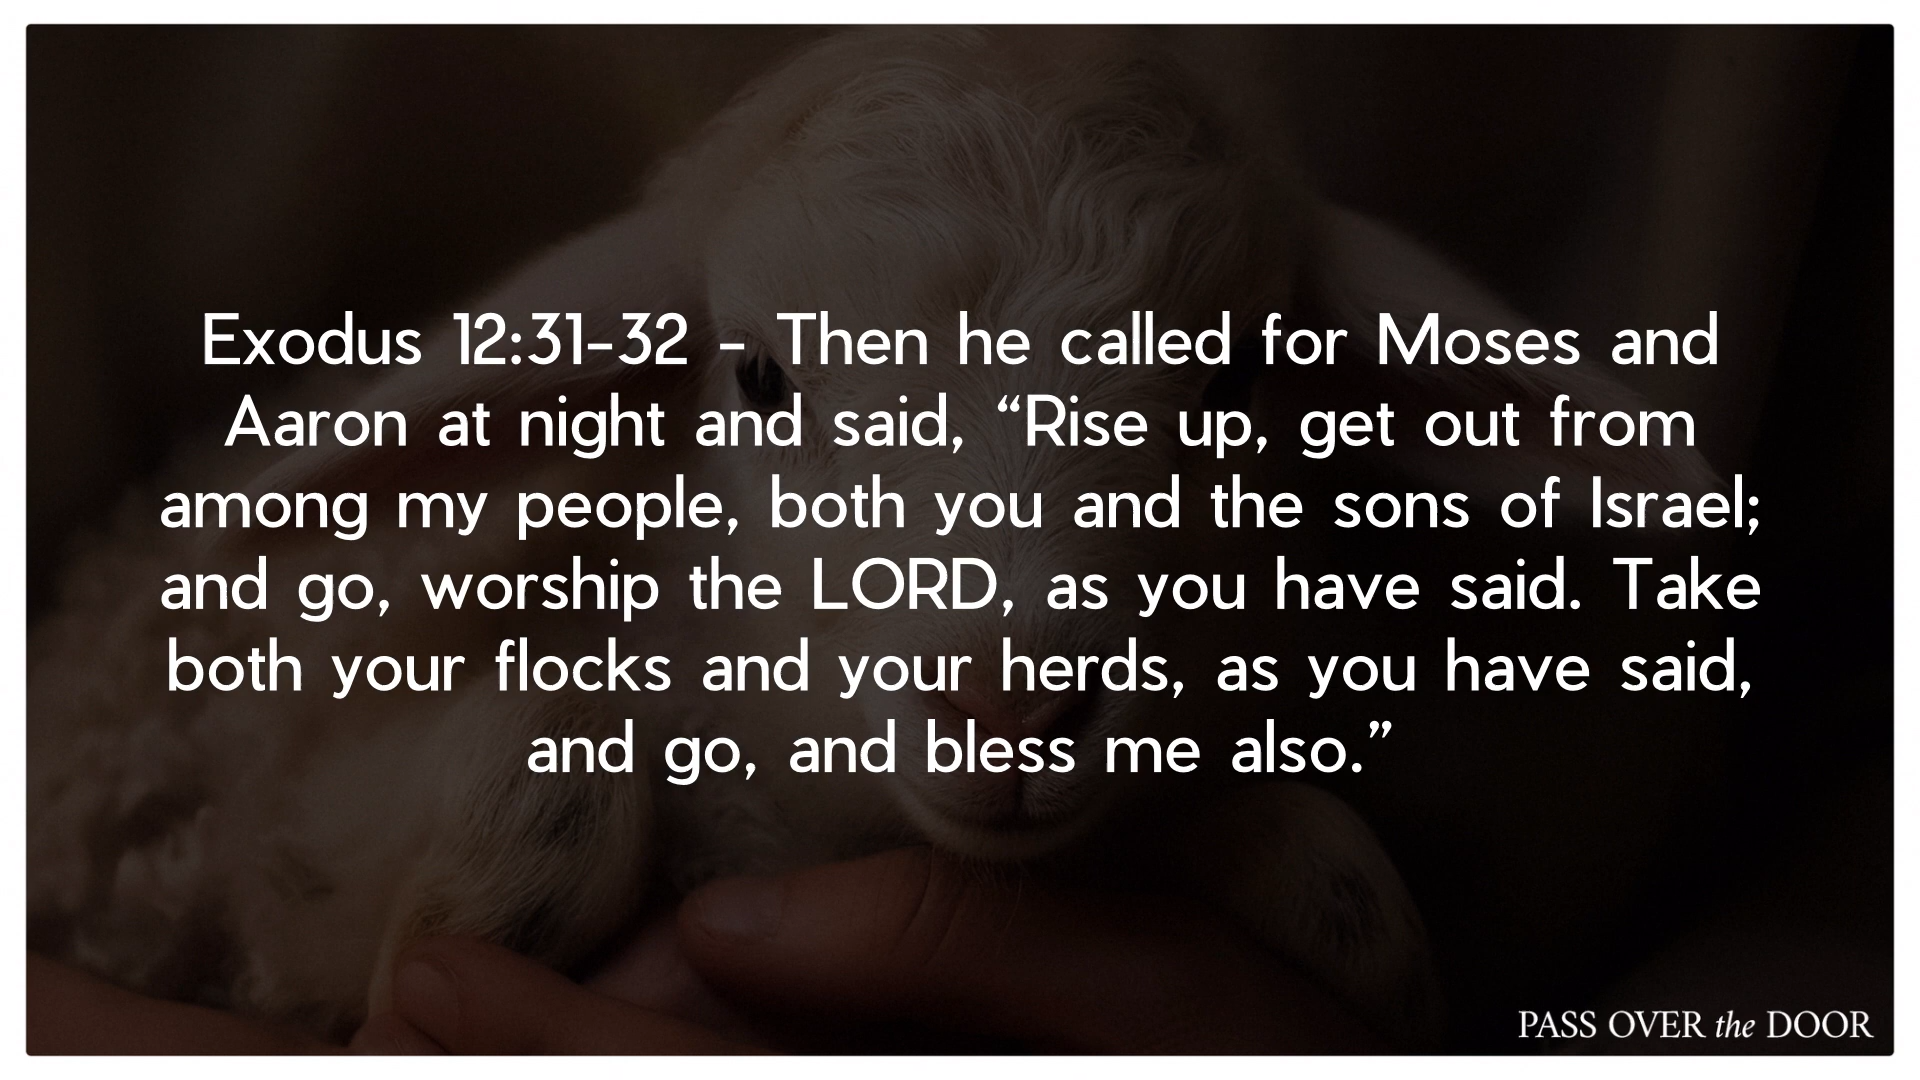 Exodus 12:31-32 - Then he called for Moses and
Aaron at night and said, “Rise up, get out from
among my people, both you and the sons of Israel;
and go, worship the LORD, as you have said. Take
both your flocks and your herds, as you have said,
and go, and bless me also.”
PASS OVER the DOOR